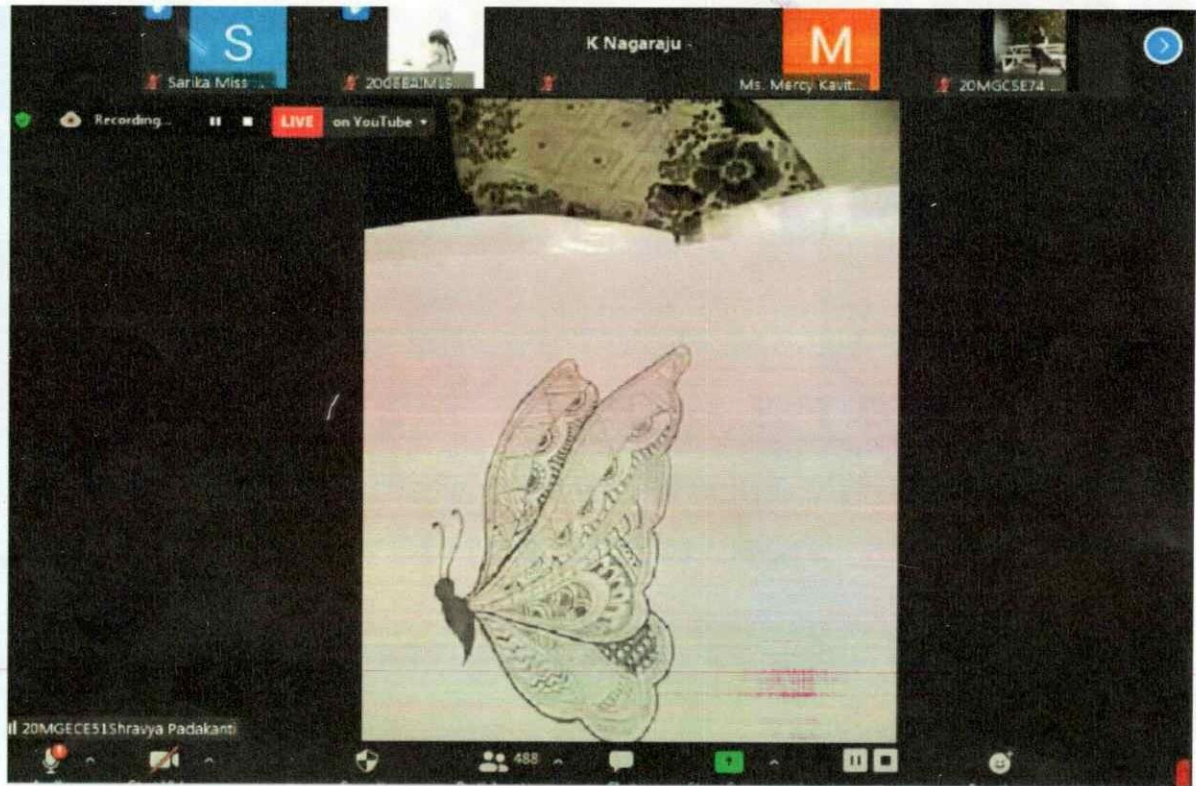 S
Sarika Miss ...
K Nagaraju
M
Ms. Mercy Kavit...
20MGCSE74 ...
Recording...
LIVE on YouTube
20MGECE51Shravya Padakanti
488